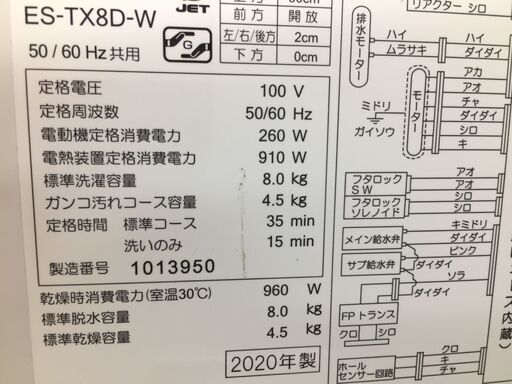 ES-TX8D-W
JET
50/60 Hz共用
G
前方 開放
左/右/後方 2cm
下方 0cm
定格電圧 100 V
定格周波数 50/60 Hz
電動機定格消費電力 260 W
電熱装置定格消費電力 910 W
標準洗濯容量 8.0 kg
ガンコ汚れコース容量 4.5 kg
定格時間 標準コース 35 min
洗いのみ 15 min
製造番号 1013950
乾燥時消費電力(室温30℃) 960 W
標準脱水容量 8.0 kg
標準乾燥容量 4.5 kg
2020年製
リアクター シロ
排水モーター
ハイ ハイ
ムラサキ ダイダイ
モーター
アカ
アオ
チャ
ダイダイ
シロ
キ
ミドリ
ガイソウ
フタロックSW
アオ
アオ
フタロックソレノイド
シロ
シロ
メイン給水弁
キミドリ
ダイダイ
サブ給水弁
ピンク
ダイダイ
ソラ
ダイダイ
FPトランス
クロ シロ
ホールセンサー回路
クロ
キ
チャ
内蔵)